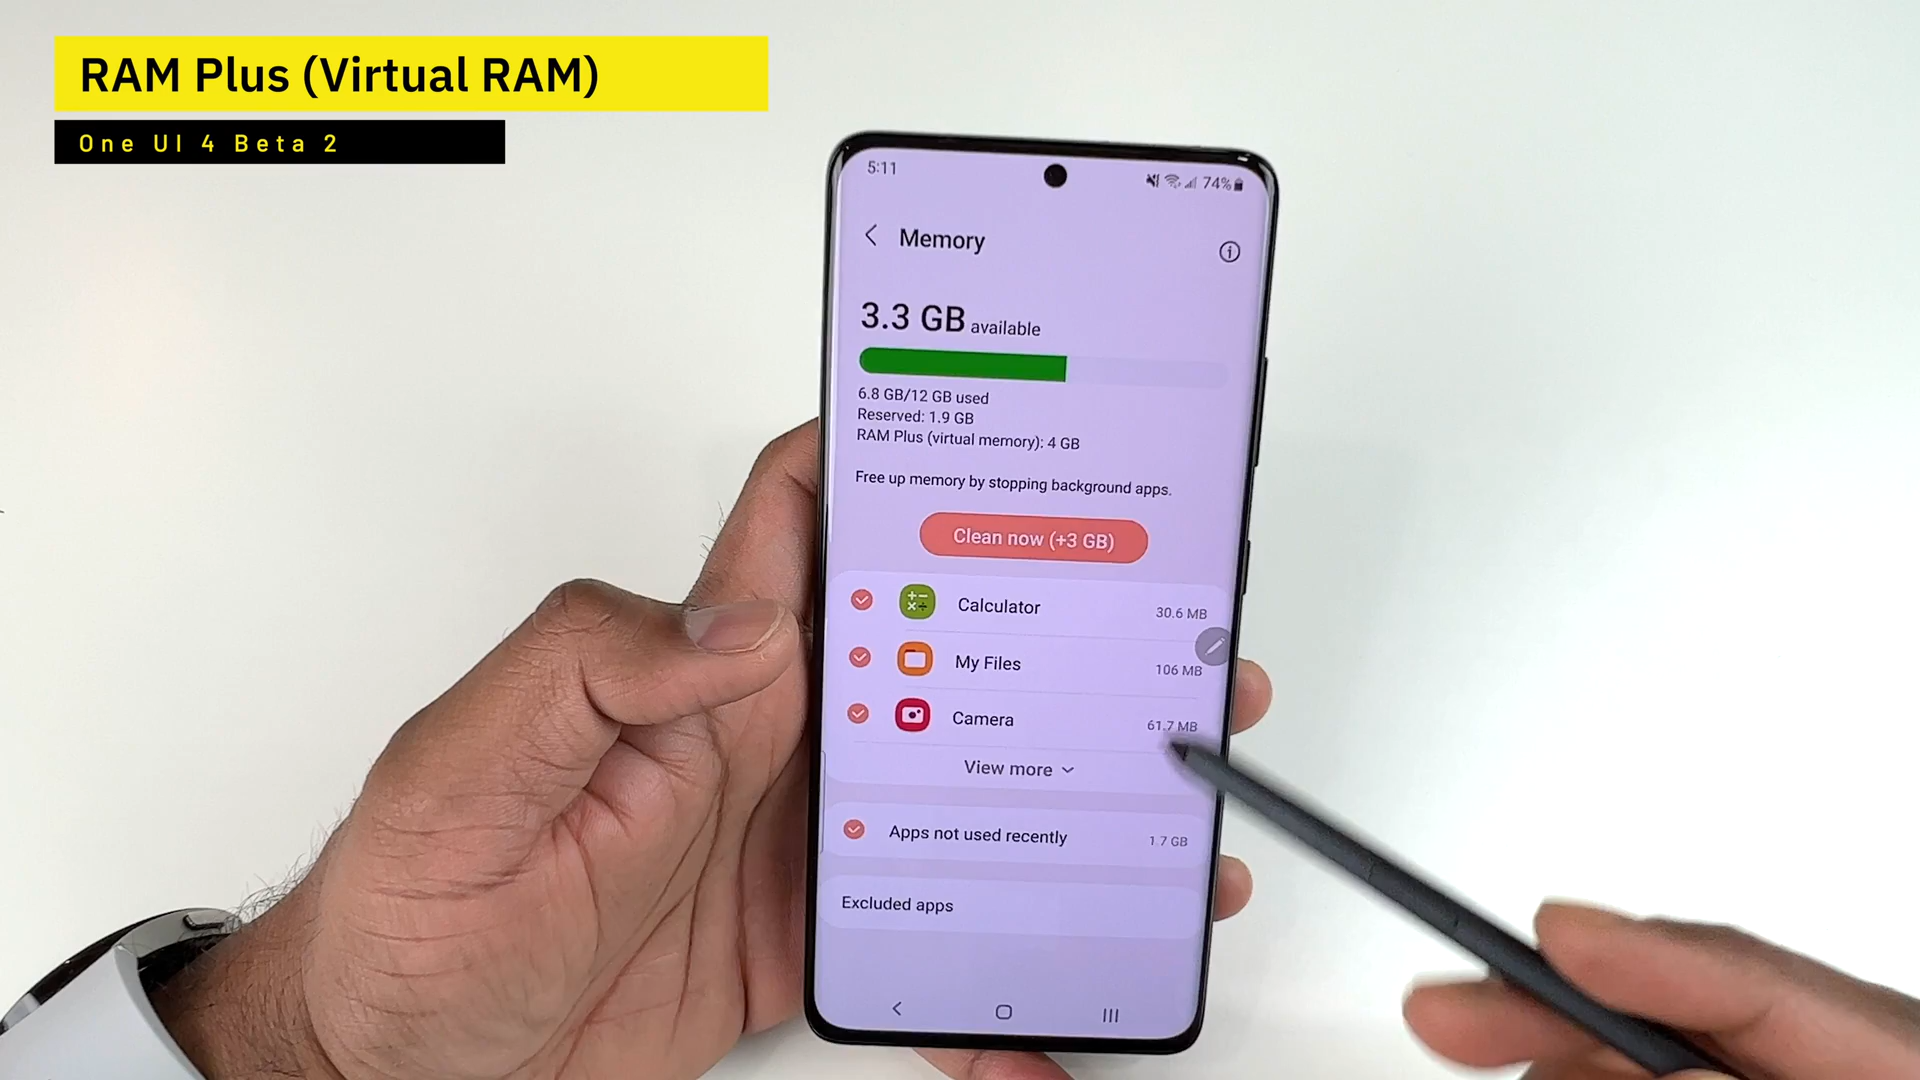 RAM Plus (Virtual RAM)
One UI 4 Beta 2
5:11
74%
Memory
3.3 GB available
6.8 GB/12 GB used
Reserved: 1.9 GB
RAM Plus (virtual memory): 4 GB
Free up memory by stopping background apps.
Clean now (+3 GB)
Calculator 30.6 MB
My Files 106 MB
Camera 61.7 MB
View more
Apps not used recently 1.7 GB
Excluded apps